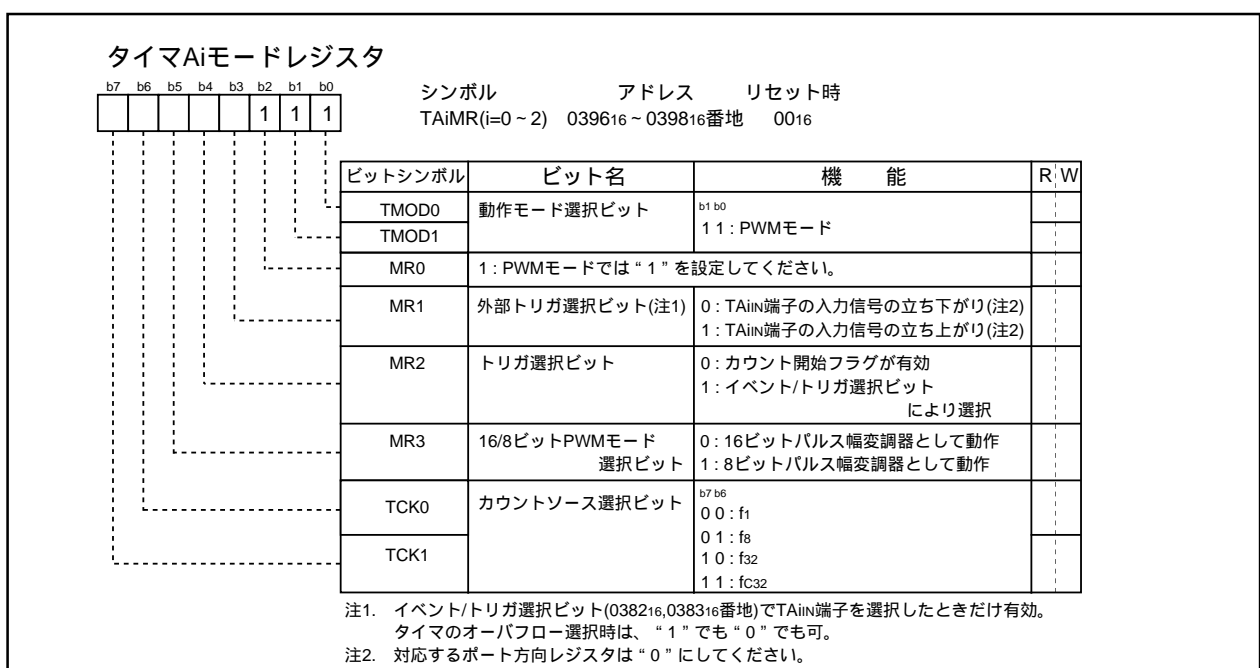 タイマAiモードレジスタ
b7 b6 b5 b4 b3 b2 b1 b0
1 1 1
シンボル アドレス リセット時
TAiMR(i=0~2) 039616~039816番地 0016
ビットシンボル ビット名 機 能 R W
TMOD0 動作モード選択ビット b1 b0
1 1 : PWMモード
TMOD1
MR0 1 : PWMモードでは“1”を設定してください。
MR1 外部トリガ選択ビット(注1) 0 : TAiIN端子の入力信号の立ち下がり(注2)
1 : TAiIN端子の入力信号の立ち上がり(注2)
MR2 トリガ選択ビット 0 : カウント開始フラグが有効
1 : イベント/トリガ選択ビット
により選択
MR3 16/8ビットPWMモード 0 : 16ビットパルス幅変調器として動作
選択ビット 1 : 8ビットパルス幅変調器として動作
TCK0 カウントソース選択ビット b7 b6
0 0 : f1
0 1 : f8
TCK1 1 0 : f32
1 1 : fC32
注1. イベント/トリガ選択ビット(038216,038316番地)でTAiIN端子を選択したときだけ有効。
タイマのオーバフロー選択時は、“1”でも“0”でも可。
注2. 対応するポート方向レジスタは“0”にしてください。